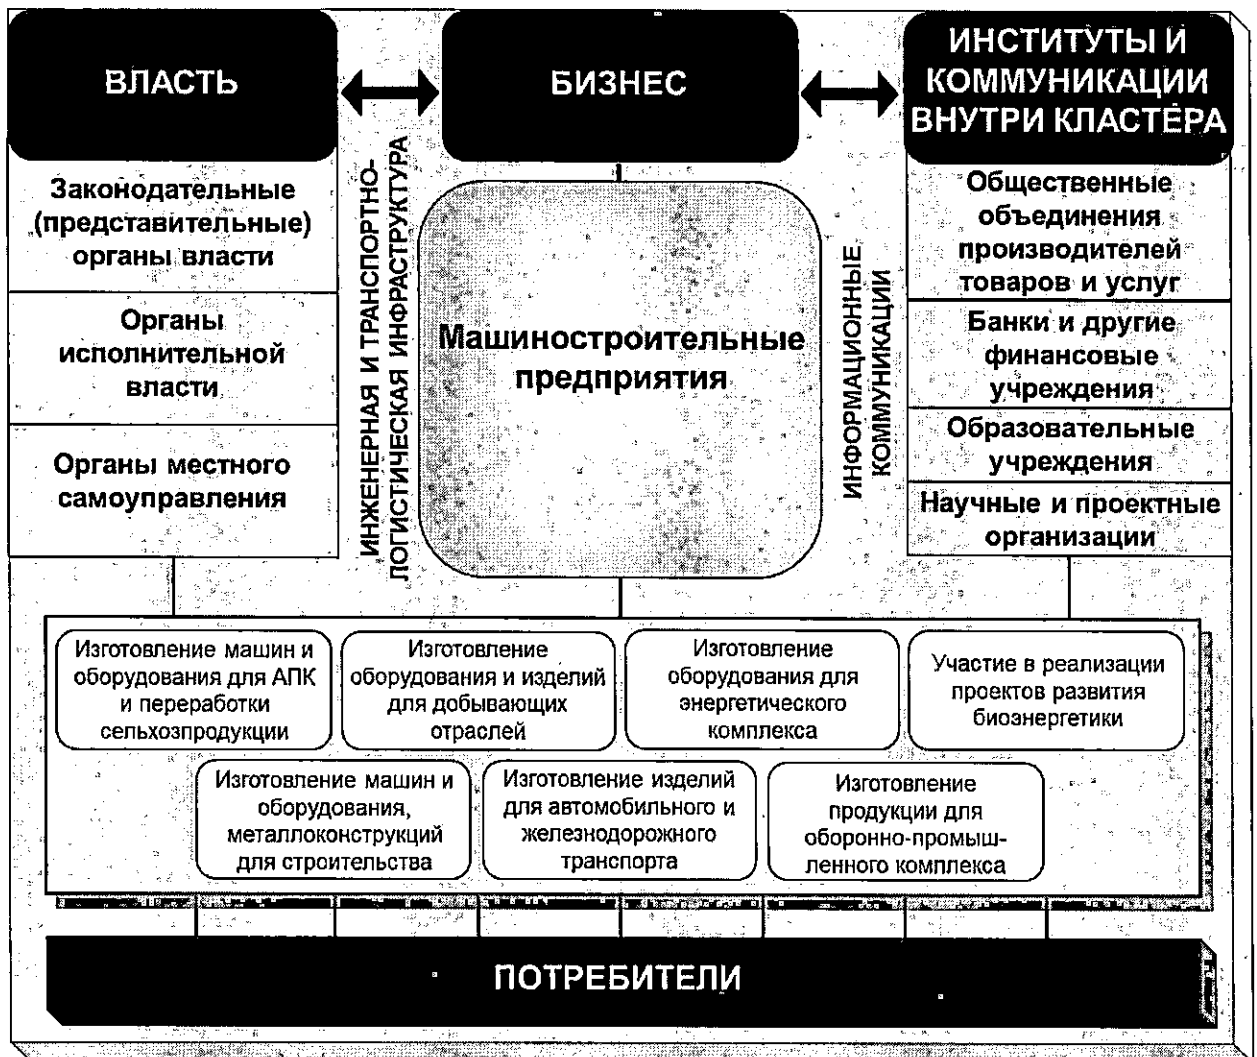 ВЛАСТЬ
Законодательные
(представительные)
органы власти
Органы
исполнительной
власти
Органы местного
самоуправления
ИНЖЕНЕРНАЯ И ТРАНСПОРТНО-
ЛОГИСТИЧЕСКАЯ ИНФРАСТРУКТУРА
БИЗНЕС
Машиностроительные
предприятия
ИНФОРМАЦИОННЫЕ
КОММУНИКАЦИИ
ИНСТИТУТЫ И
КОММУНИКАЦИИ
ВНУТРИ КЛАСТЕРА
Общественные
объединения
производителей
товаров и услуг
Банки и другие
финансовые
учреждения
Образовательные
учреждения
Научные и проектные
организации
Изготовление машин и
оборудования для АПК
и переработки
сельхозпродукции
Изготовление
оборудования и изделий
для добывающих
отраслей
Изготовление
оборудования для
энергетического
комплекса
Участие в реализации
проектов развития
биоэнергетики
Изготовление машин и
оборудования,
металлоконструкций
для строительства
Изготовление изделий
для автомобильного и
железнодорожного
транспорта
Изготовление
продукции для
оборонно-промыш-
ленного комплекса
ПОТРЕБИТЕЛИ